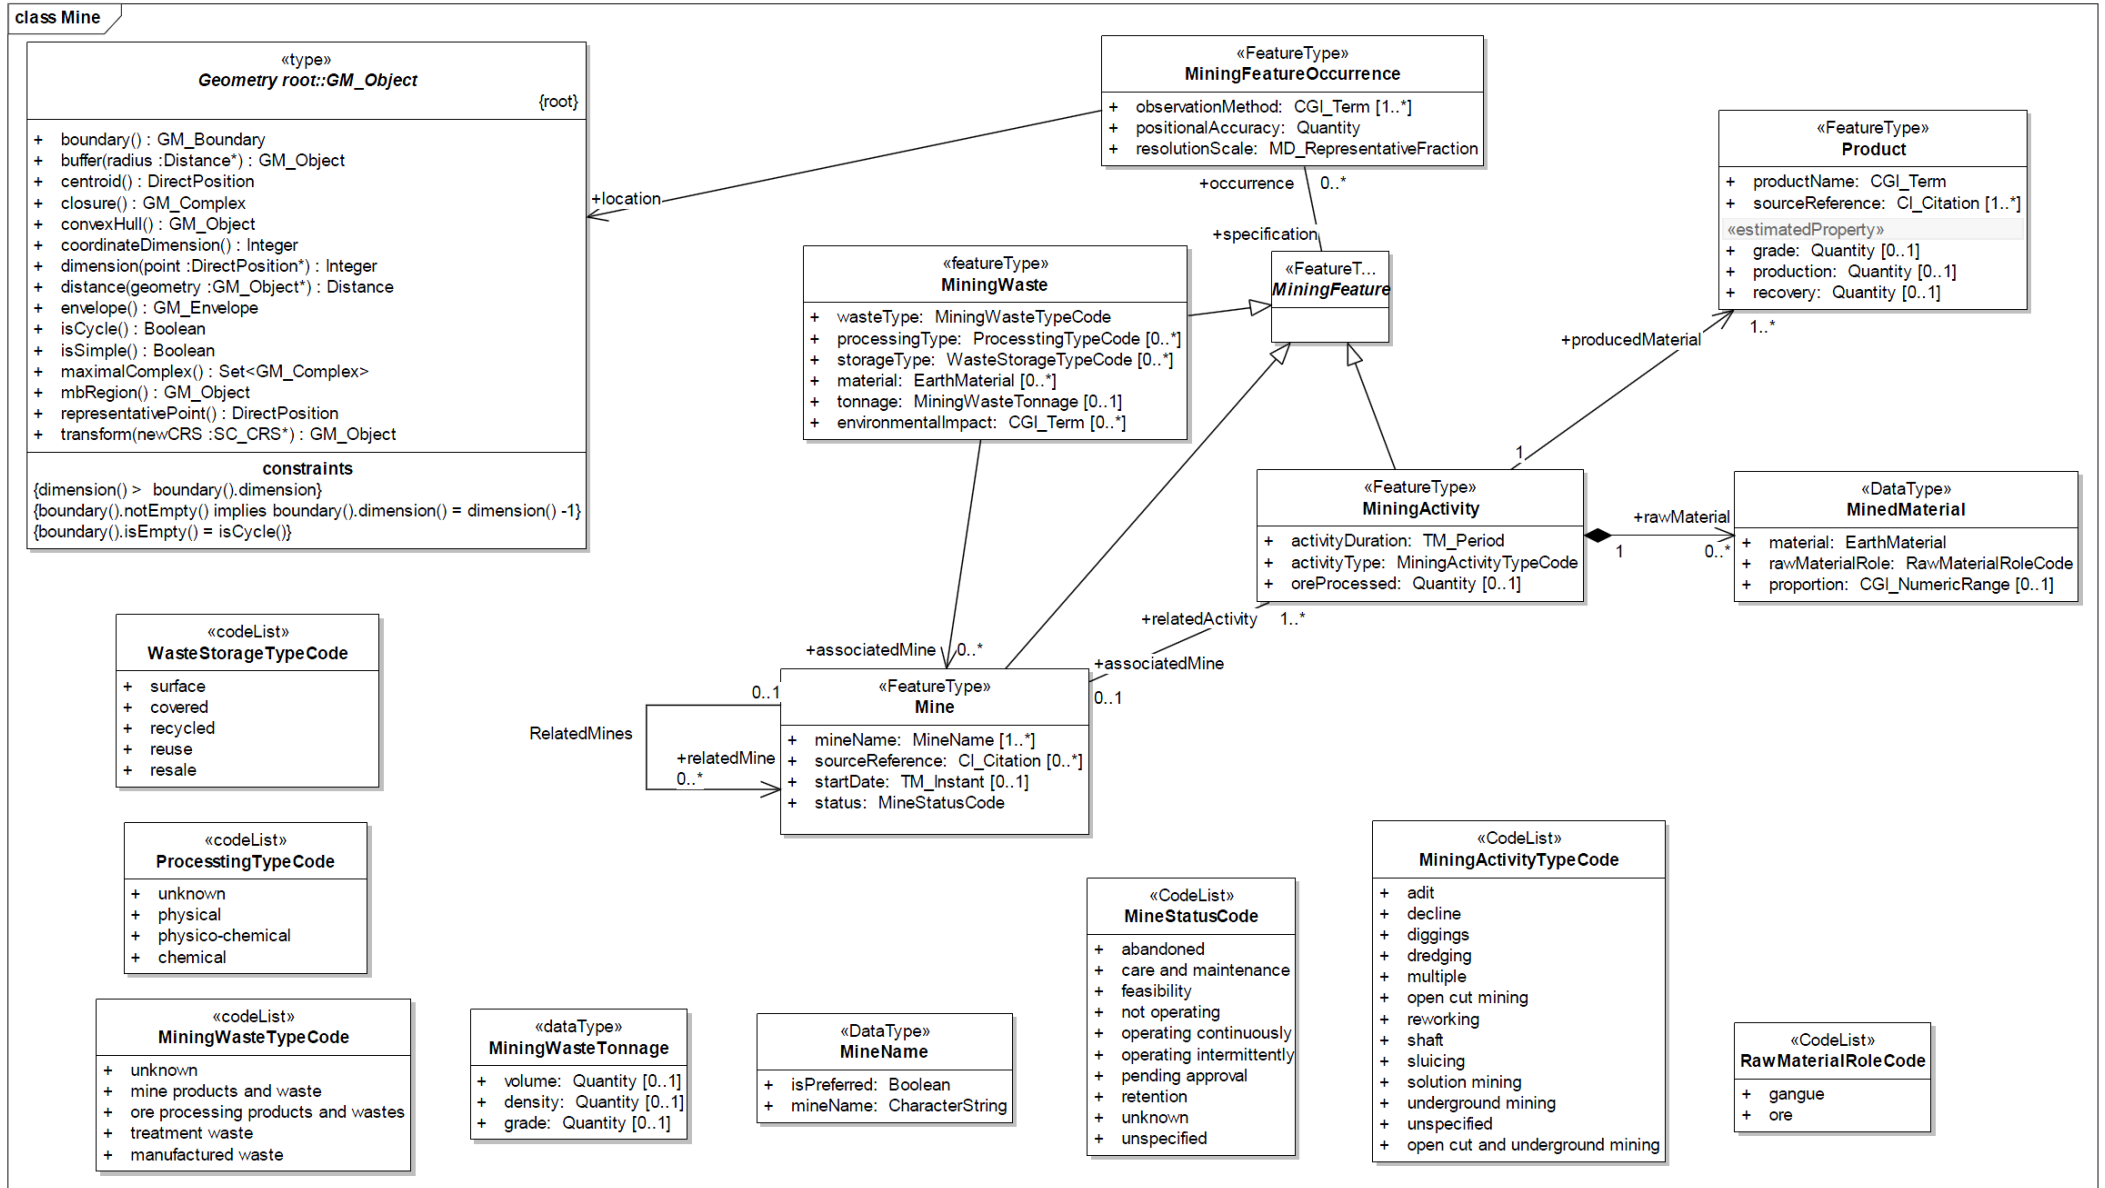 class Mine
«type»
Geometry root::GM_Object
{root}
+ boundary() : GM_Boundary
+ buffer(radius :Distance*) : GM_Object
+ centroid() : DirectPosition
+ closure() : GM_Complex
+ convexHull() : GM_Object
+ coordinateDimension() : Integer
+ dimension(point :DirectPosition*) : Integer
+ distance(geometry :GM_Object*) : Distance
+ envelope() : GM_Envelope
+ isCycle() : Boolean
+ isSimple() : Boolean
+ maximalComplex() : Set<GM_Complex>
+ mbRegion() : GM_Object
+ representativePoint() : DirectPosition
+ transform(newCRS :SC_CRS*) : GM_Object
constraints
{dimension() >  boundary().dimension}
{boundary().notEmpty() implies boundary().dimension() = dimension() -1}
{boundary().isEmpty() = isCycle()}
+location
«FeatureType»
MiningFeatureOccurrence
+ observationMethod: CGI_Term [1..*]
+ positionalAccuracy: Quantity
+ resolutionScale: MD_RepresentativeFraction
+occurrence 0..*
+specification
«FeatureT...
MiningFeature
«featureType»
MiningWaste
+ wasteType: MiningWasteTypeCode
+ processingType: ProcesstingTypeCode [0..*]
+ storageType: WasteStorageTypeCode [0..*]
+ material: EarthMaterial [0..*]
+ tonnage: MiningWasteTonnage [0..1]
+ environmentalImpact: CGI_Term [0..*]
«FeatureType»
Product
+ productName: CGI_Term
+ sourceReference: CI_Citation [1..*]
«estimatedProperty»
+ grade: Quantity [0..1]
+ production: Quantity [0..1]
+ recovery: Quantity [0..1]
+producedMaterial 1..*
1
«FeatureType»
MiningActivity
+ activityDuration: TM_Period
+ activityType: MiningActivityTypeCode
+ oreProcessed: Quantity [0..1]
+rawMaterial
1 0..*
«DataType»
MinedMaterial
+ material: EarthMaterial
+ rawMaterialRole: RawMaterialRoleCode
+ proportion: CGI_NumericRange [0..1]
+relatedActivity 1..*
+associatedMine
0..1
+associatedMine 0..*
«FeatureType»
Mine
+ mineName: MineName [1..*]
+ sourceReference: CI_Citation [0..*]
+ startDate: TM_Instant [0..1]
+ status: MineStatusCode
0..1
RelatedMines
+relatedMine
0..*
«codeList»
WasteStorageTypeCode
+ surface
+ covered
+ recycled
+ reuse
+ resale
«codeList»
ProcesstingTypeCode
+ unknown
+ physical
+ physico-chemical
+ chemical
«codeList»
MiningWasteTypeCode
+ unknown
+ mine products and waste
+ ore processing products and wastes
+ treatment waste
+ manufactured waste
«dataType»
MiningWasteTonnage
+ volume: Quantity [0..1]
+ density: Quantity [0..1]
+ grade: Quantity [0..1]
«DataType»
MineName
+ isPreferred: Boolean
+ mineName: CharacterString
«CodeList»
MineStatusCode
+ abandoned
+ care and maintenance
+ feasibility
+ not operating
+ operating continuously
+ operating intermittently
+ pending approval
+ retention
+ unknown
+ unspecified
«CodeList»
MiningActivityTypeCode
+ adit
+ decline
+ diggings
+ dredging
+ multiple
+ open cut mining
+ reworking
+ shaft
+ sluicing
+ solution mining
+ underground mining
+ unspecified
+ open cut and underground mining
«CodeList»
RawMaterialRoleCode
+ gangue
+ ore